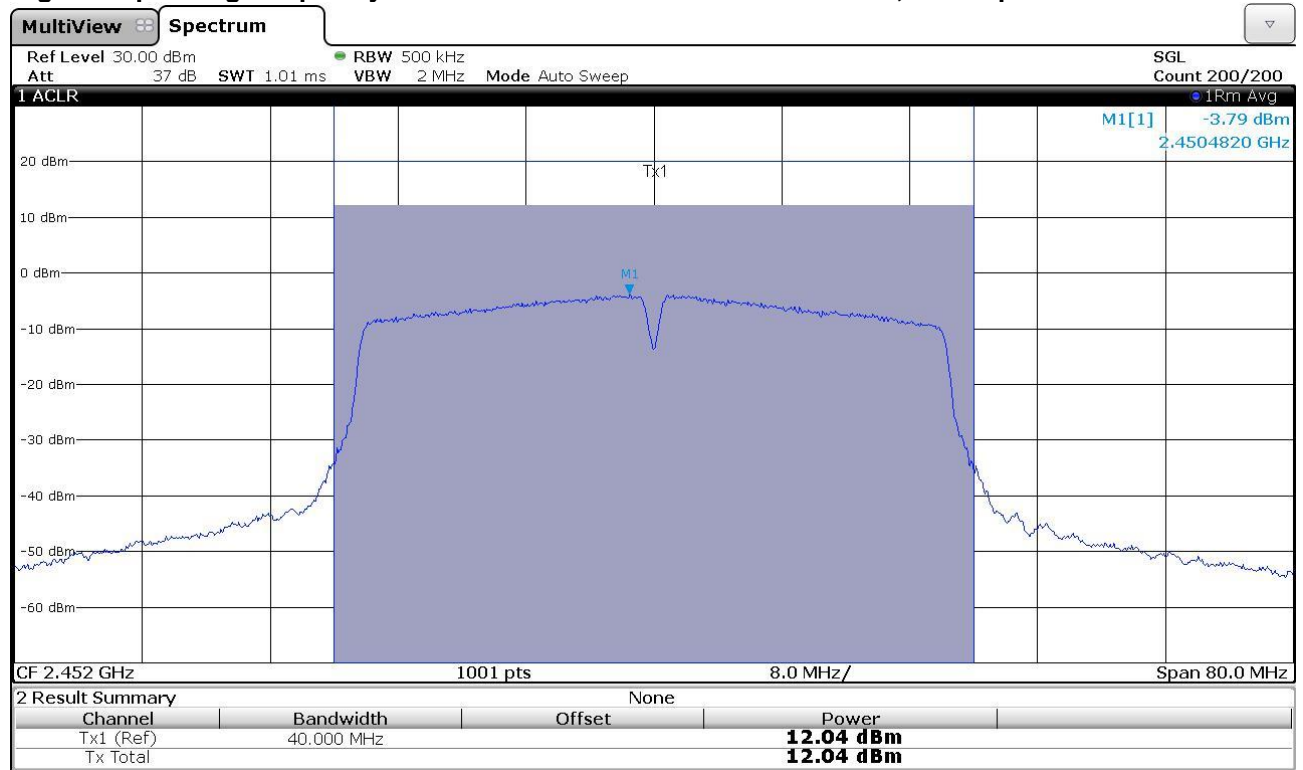 MultiView Spectrum
Ref Level 30.00 dBm RBW 500 kHz SGL
Att 37 dB SWT 1.01 ms VBW 2 MHz Mode Auto Sweep Count 200/200
1 ACLR 1Rm Avg
M1[1] -3.79 dBm
2.4504820 GHz
20 dBm
Tx1
10 dBm
0 dBm
M1
-10 dBm
-20 dBm
-30 dBm
-40 dBm
-50 dBm
-60 dBm
CF 2.452 GHz 1001 pts 8.0 MHz/ Span 80.0 MHz
2 Result Summary None
Channel Bandwidth Offset Power
Tx1 (Ref) 40.000 MHz 12.04 dBm
Tx Total 12.04 dBm